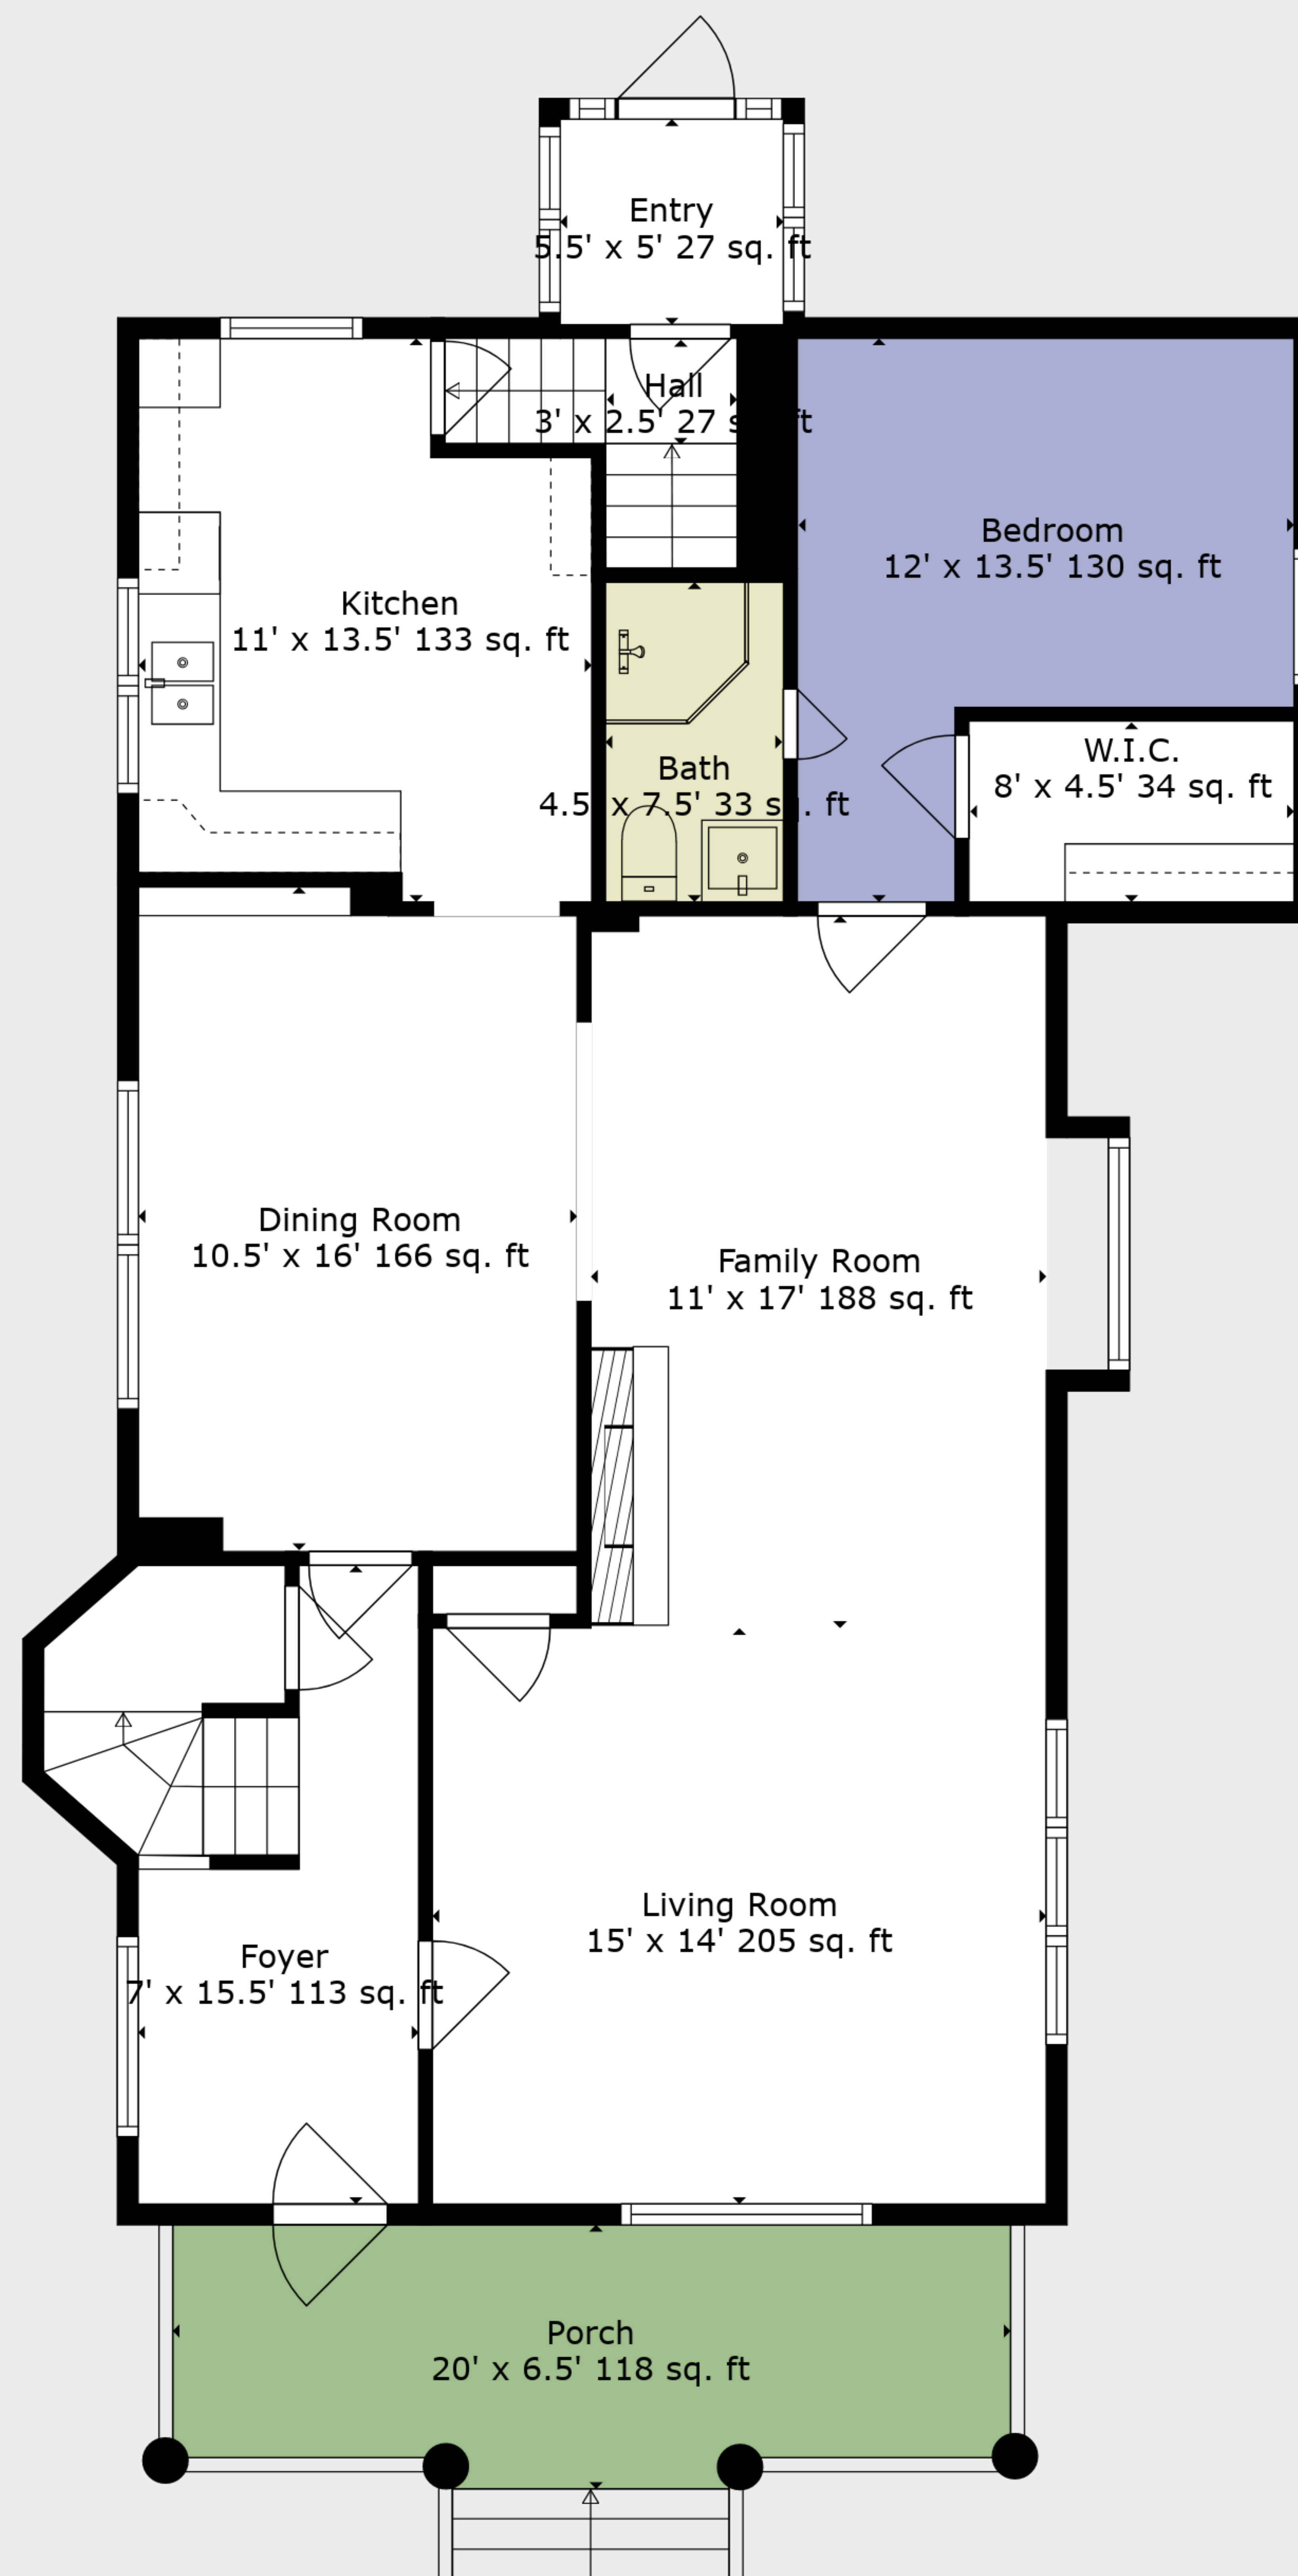 Entry
5.5' x 5' 27 sq. ft
Hall
3' x 2.5' 27 sq. ft
Bedroom
12' x 13.5' 130 sq. ft
Kitchen
11' x 13.5' 133 sq. ft
W.I.C.
8' x 4.5' 34 sq. ft
Bath
4.5' x 7.5' 33 sq. ft
Dining Room
10.5' x 16' 166 sq. ft
Family Room
11' x 17' 188 sq. ft
Living Room
15' x 14' 205 sq. ft
Foyer
7' x 15.5' 113 sq. ft
Porch
20' x 6.5' 118 sq. ft